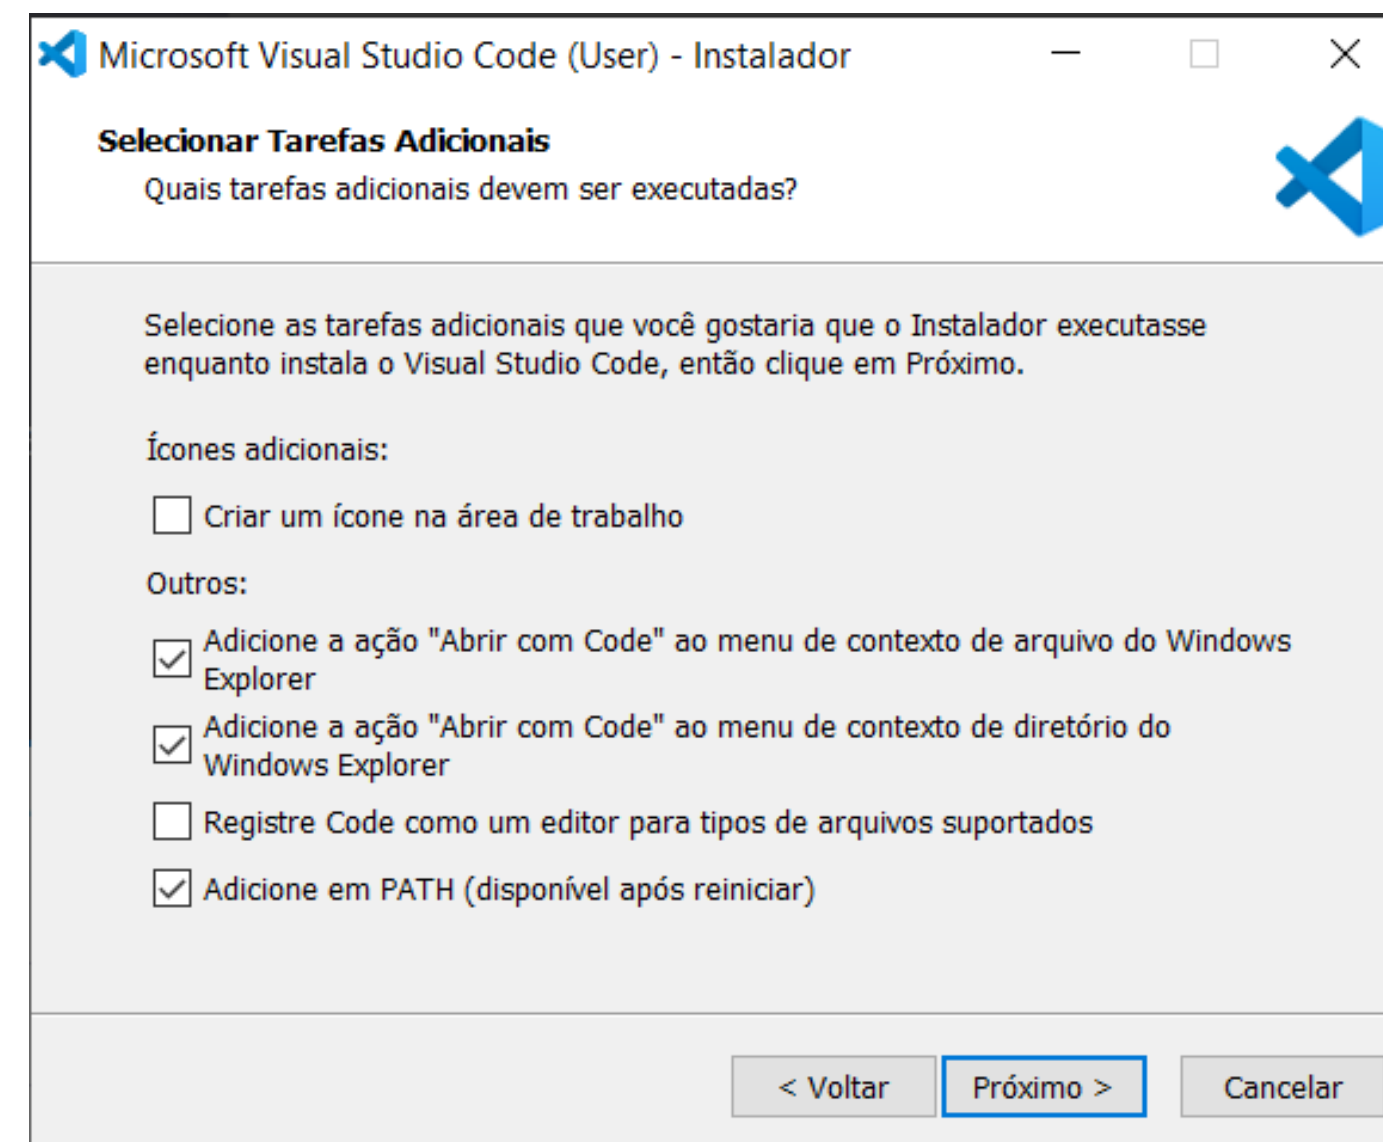 Microsoft Visual Studio Code (User) - Instalador
Selecionar Tarefas Adicionais
Quais tarefas adicionais devem ser executadas?
Selecione as tarefas adicionais que você gostaria que o Instalador executasse
enquanto instala o Visual Studio Code, então clique em Próximo.
Ícones adicionais:
Criar um ícone na área de trabalho
Outros:
Adicione a ação "Abrir com Code" ao menu de contexto de arquivo do Windows
Explorer
Adicione a ação "Abrir com Code" ao menu de contexto de diretório do
Windows Explorer
Registre Code como um editor para tipos de arquivos suportados
Adicione em PATH (disponível após reiniciar)
< Voltar Próximo > Cancelar